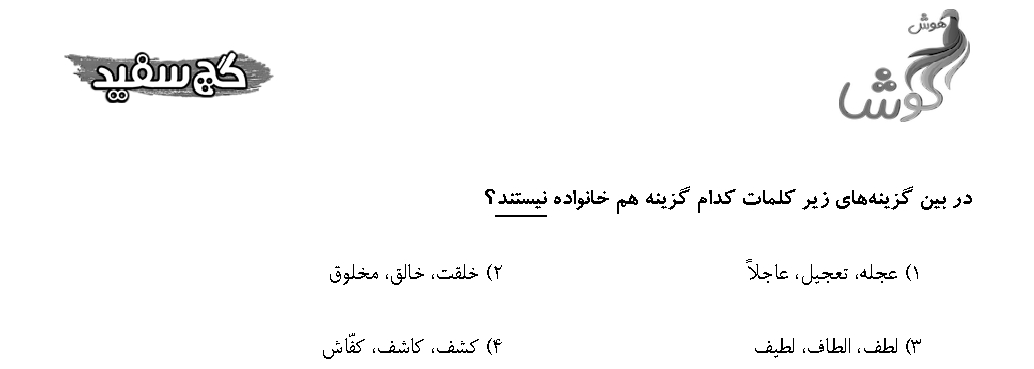 هوش
گوشا
گچ سفید
در بین گزینه‌های زیر کلمات کدام گزینه هم خانواده نیستند؟
۱) عجله، تعجیل، عاجلاً
۲) خلقت، خالق، مخلوق
۳) لطف، الطاف، لطیف
۴) کشف، کاشف، کفّاش